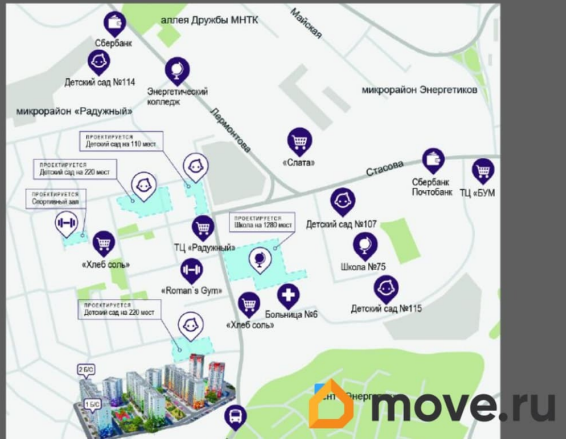 аллея Дружбы МНТК
Майская
Сбербанк
Детский сад №114
Энергетический
колледж
микрорайон Энергетиков
микрорайон «Радужный»
Лермонтова
ПРОЕКТИРУЕТСЯ
Детский сад на 110 мест
«Слата»
Стасова
ПРОЕКТИРУЕТСЯ
Детский сад на 220 мест
Сбербанк
Почтобанк
ТЦ «БУМ
ПРОЕКТИРУЕТСЯ
Спортивный зал
ПРОЕКТИРУЕТСЯ
Школа на 1280 мест
Детский сад №107
ТЦ «Радужный»
«Хлеб соль»
Школа №75
«Roman`s Gym»
«Хлеб соль»
Больница №6
Детский сад №115
ПРОЕКТИРУЕТСЯ
Детский сад на 220 мест
2 Б/С
1 Б/С
move.ru